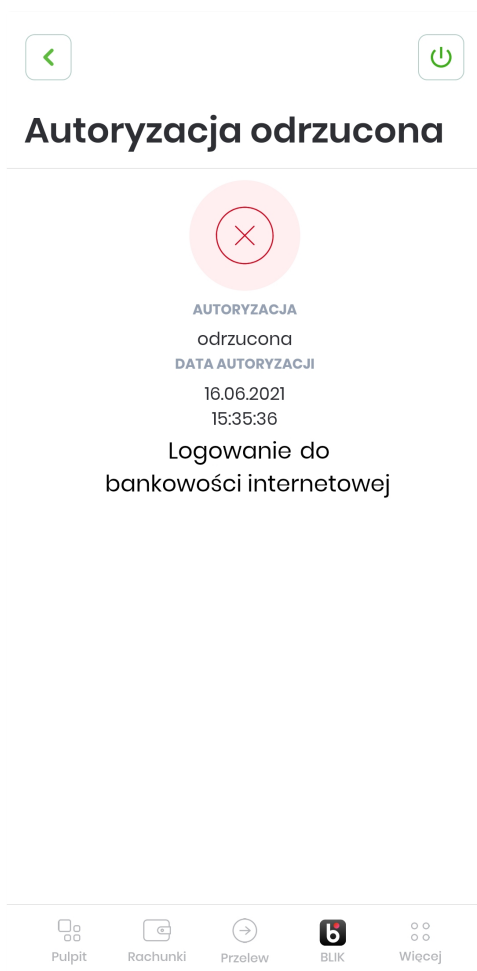 Autoryzacja odrzucona
AUTORYZACJA
odrzucona
DATA AUTORYZACJI
16.06.2021
15:35:36
Logowanie do
bankowości internetowej
Pulpit
Rachunki
Przelew
BLIK
Więcej